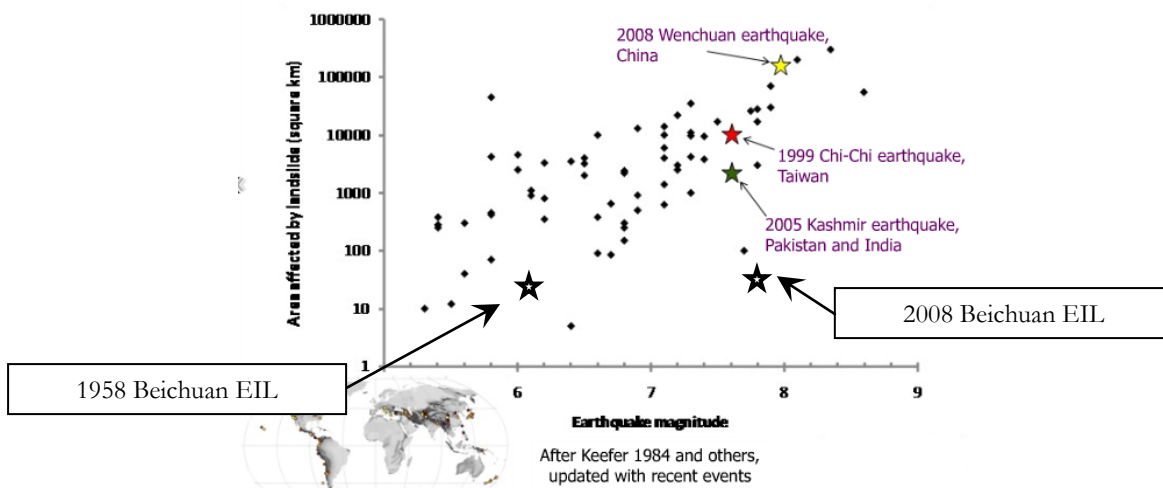 1000000
2008 Wenchuan earthquake,
China
100000
10000
1999 Chi-Chi earthquake,
Taiwan
1000
2005 Kashmir earthquake,
Pakistan and India
100
10
1
Area affected by landslide (square km)
2008 Beichuan EIL
1958 Beichuan EIL
6
7
8
9
Earthquake magnitude
After Keefer 1984 and others,
updated with recent events